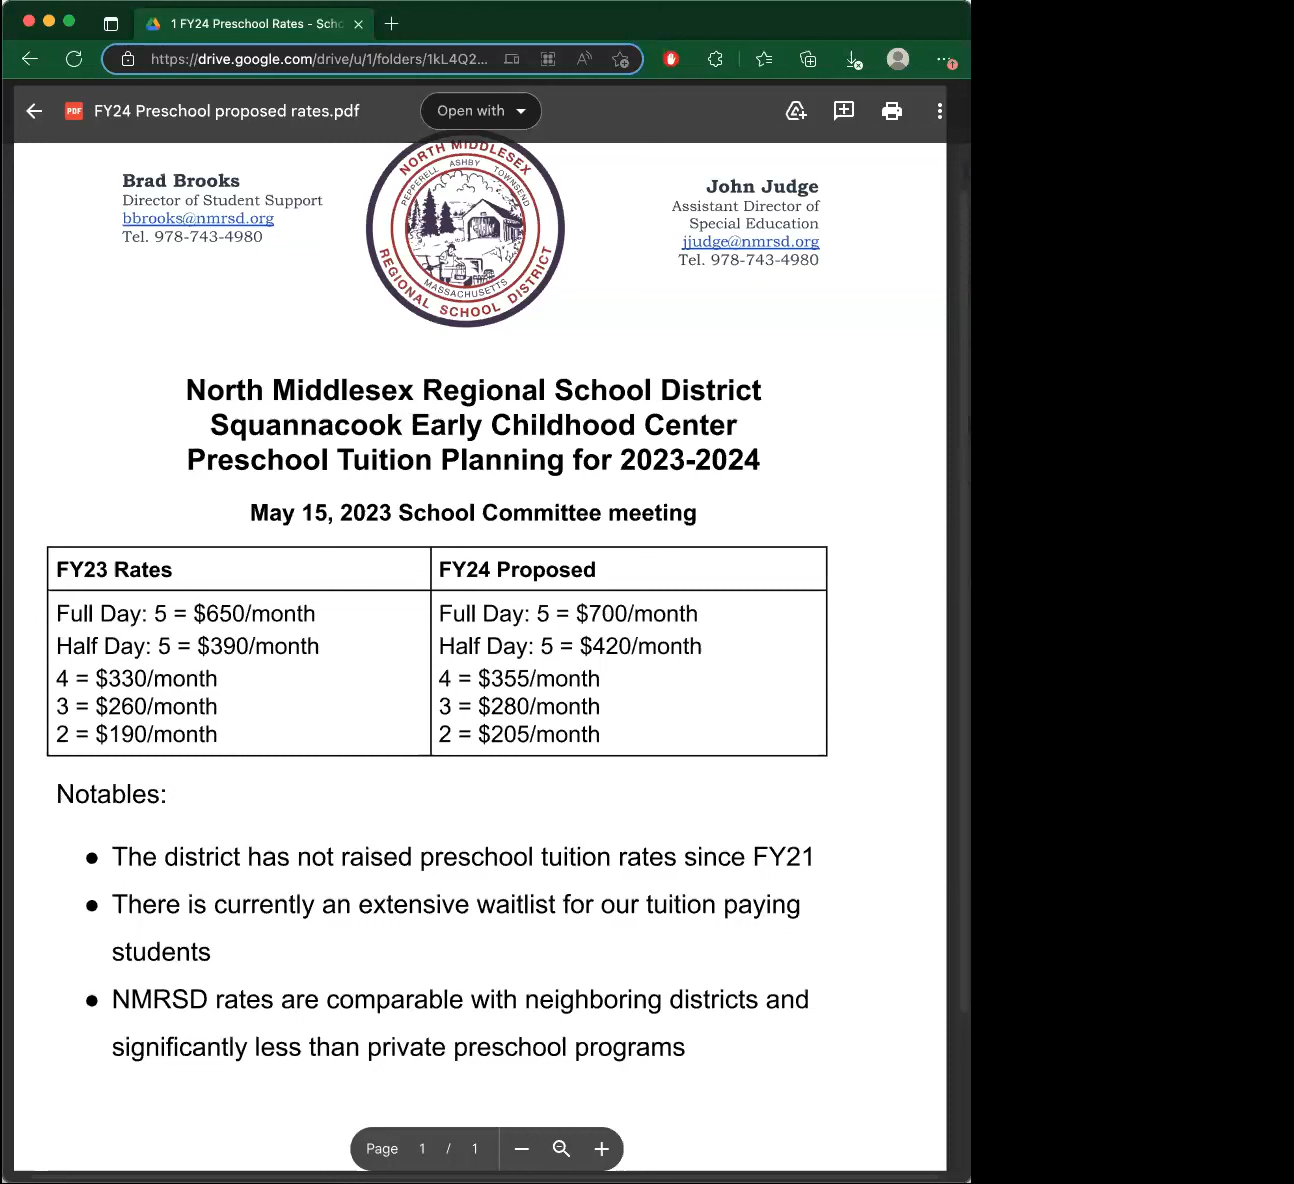 1 FY24 Preschool Rates - Scho
https://drive.google.com/drive/u/1/folders/1kL4Q2...
PDF
FY24 Preschool proposed rates.pdf
Open with
Brad Brooks
Director of Student Support
bbrooks@nmrsd.org
Tel. 978-743-4980
NORTH MIDDLESEX
PEPPERELL ASHBY TOWNSEND
MASSACHUSETTS
REGIONAL SCHOOL DISTRICT
John Judge
Assistant Director of
Special Education
jjudge@nmrsd.org
Tel. 978-743-4980
North Middlesex Regional School District
Squannacook Early Childhood Center
Preschool Tuition Planning for 2023-2024
May 15, 2023 School Committee meeting
FY23 Rates
Full Day: 5 = $650/month
Half Day: 5 = $390/month
4 = $330/month
3 = $260/month
2 = $190/month
FY24 Proposed
Full Day: 5 = $700/month
Half Day: 5 = $420/month
4 = $355/month
3 = $280/month
2 = $205/month
Notables:
● The district has not raised preschool tuition rates since FY21
● There is currently an extensive waitlist for our tuition paying
students
● NMRSD rates are comparable with neighboring districts and
significantly less than private preschool programs
Page 1 / 1